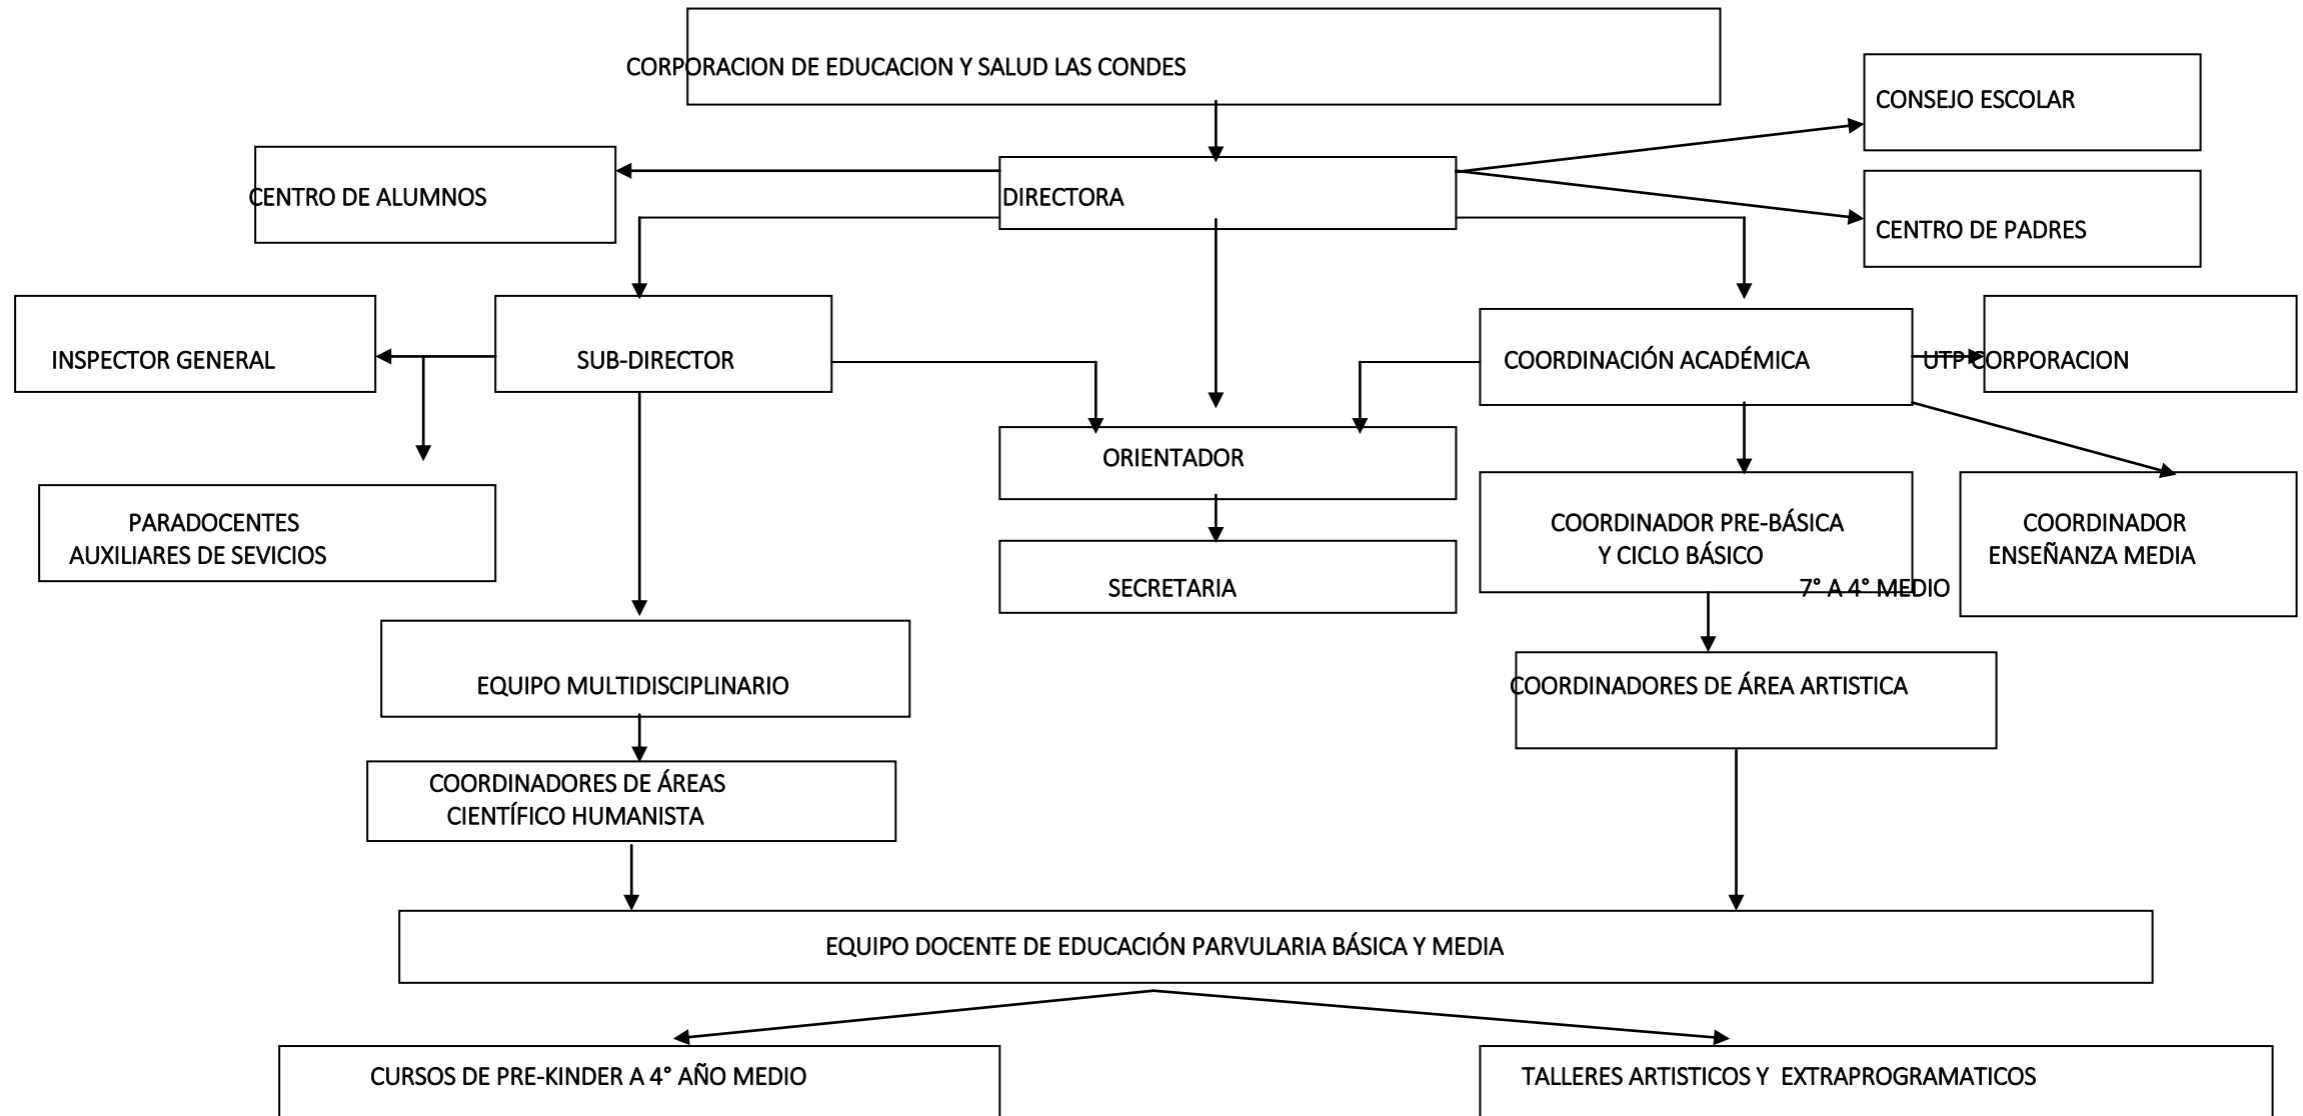 CORPORACION DE EDUCACION Y SALUD LAS CONDES
CONSEJO ESCOLAR
CENTRO DE ALUMNOS
DIRECTORA
CENTRO DE PADRES
INSPECTOR GENERAL
SUB-DIRECTOR
COORDINACIÓN ACADÉMICA
UTP CORPORACION
ORIENTADOR
PARADOCENTES
AUXILIARES DE SEVICIOS
COORDINADOR PRE-BÁSICA
Y CICLO BÁSICO
COORDINADOR
ENSEÑANZA MEDIA
7° A 4° MEDIO
SECRETARIA
EQUIPO MULTIDISCIPLINARIO
COORDINADORES DE ÁREA ARTISTICA
COORDINADORES DE ÁREAS
CIENTÍFICO HUMANISTA
EQUIPO DOCENTE DE EDUCACIÓN PARVULARIA BÁSICA Y MEDIA
CURSOS DE PRE-KINDER A 4° AÑO MEDIO
TALLERES ARTISTICOS Y  EXTRAPROGRAMATICOS